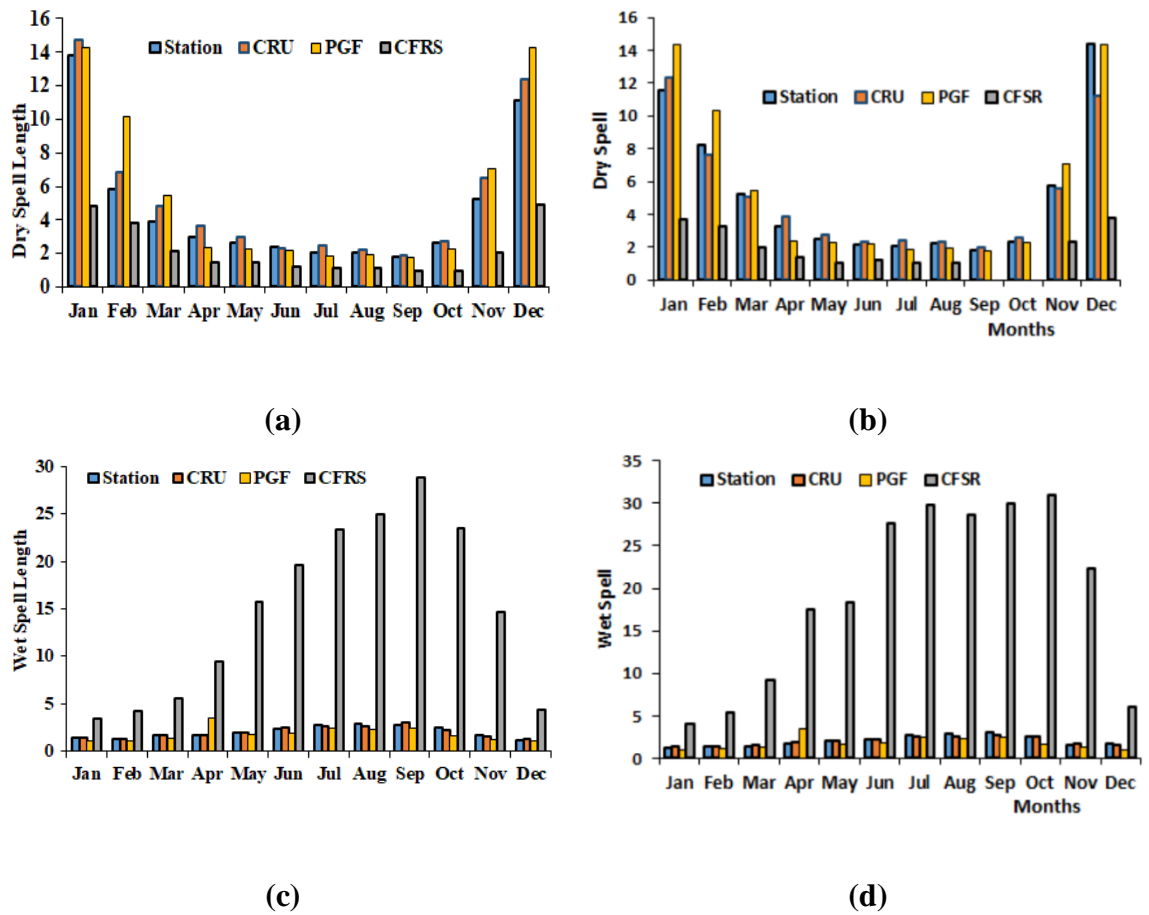 16
14
12
10
8
6
4
2
0
Dry Spell Length
Station CRU PGF CFRS
Jan Feb Mar Apr May Jun Jul Aug Sep Oct Nov Dec
(a)
16
14
12
10
8
6
4
2
0
Dry Spell
Station CRU PGF CFSR
Jan Feb Mar Apr May Jun Jul Aug Sep Oct Nov Dec
Months
(b)
30
25
20
15
10
5
0
Wet Spell Length
Station CRU PGF CFRS
Jan Feb Mar Apr May Jun Jul Aug Sep Oct Nov Dec
(c)
35
30
25
20
15
10
5
0
Wet Spell
Station CRU PGF CFSR
Jan Feb Mar Apr May Jun Jul Aug Sep Oct Nov Dec
Months
(d)